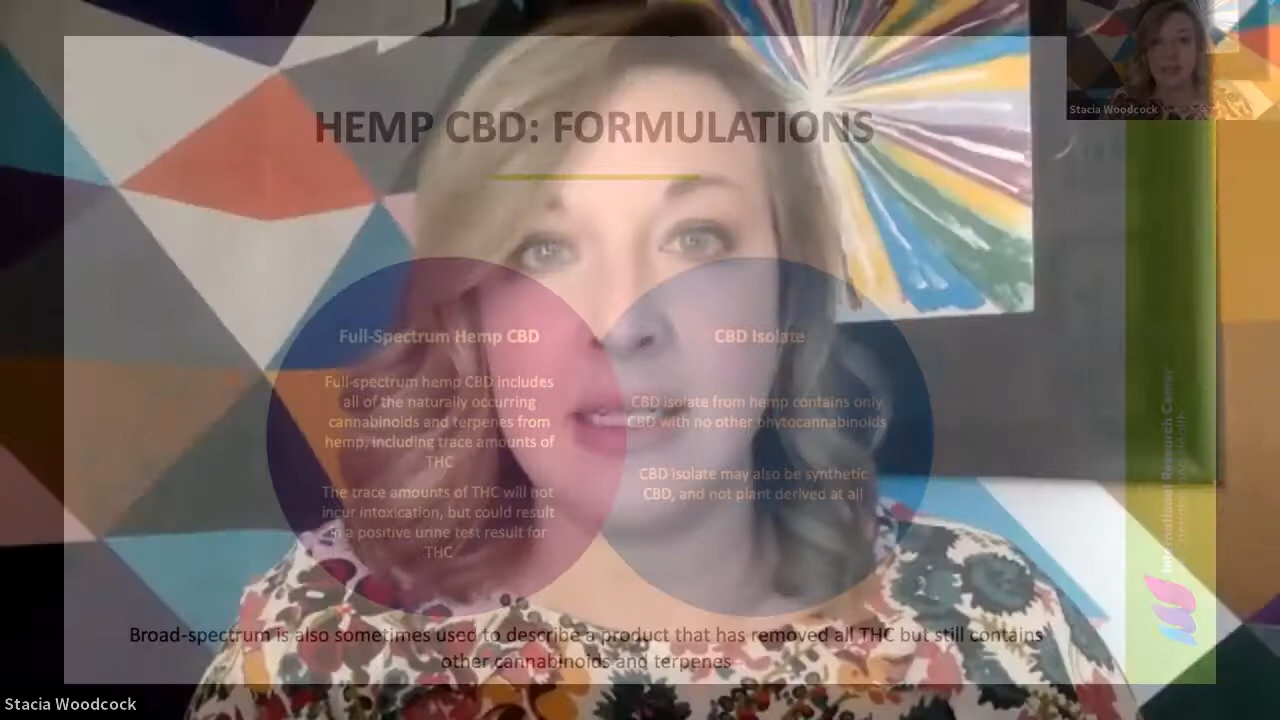 Stacia Woodcock
HEMP CBD: FORMULATIONS
Full-Spectrum Hemp CBD
Full-spectrum hemp CBD includes
all of the naturally occurring
cannabinoids and terpenes from
hemp, including trace amounts of
THC
The trace amounts of THC will not
incur intoxication, but could result
in a positive urine test result for
THC
CBD Isolate
CBD isolate from hemp contains only
CBD with no other phytocannabinoids
CBD isolate may also be synthetic
CBD, and not plant derived at all
Broad-spectrum is also sometimes used to describe a product that has removed all THC but still contains
other cannabinoids and terpenes
International Research Center
Stacia Woodcock